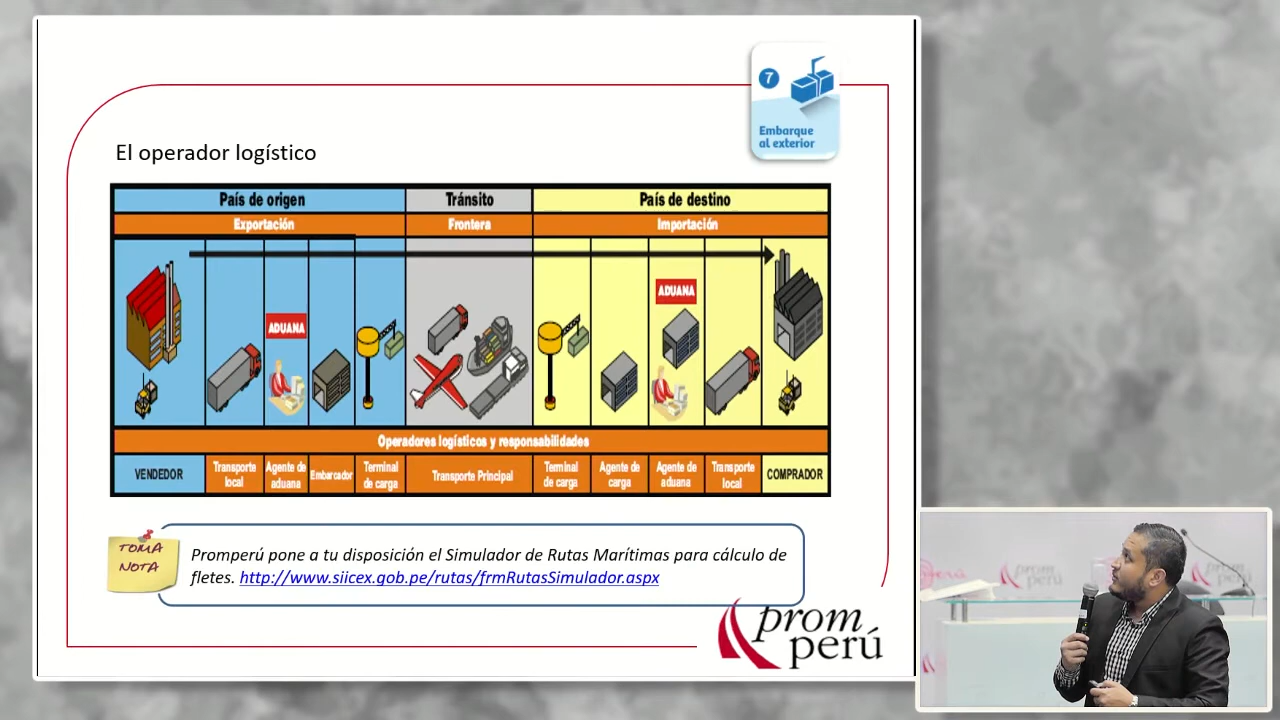 7
Embarque
al exterior
El operador logístico
País de origen Tránsito País de destino
Exportación Frontera Importación
ADUANA
ADUANA
Operadores logísticos y responsabilidades
VENDEDOR
Transporte
local
Agente de
aduana
Embarcador
Terminal
de carga
Transporte Principal
Terminal
de carga
Agente de
carga
Agente de
aduana
Transporte
local
COMPRADOR
TOMA
NOTA
Promperú pone a tu disposición el Simulador de Rutas Marítimas para cálculo de
fletes. http://www.siicex.gob.pe/rutas/frmRutasSimulador.aspx
prom
perú
prom
perú